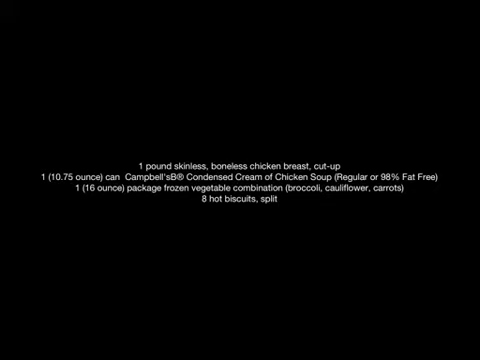 1 pound skinless, boneless chicken breast, cut-up
1 (10.75 ounce) can  Campbell'sВ® Condensed Cream of Chicken Soup (Regular or 98% Fat Free)
1 (16 ounce) package frozen vegetable combination (broccoli, cauliflower, carrots)
8 hot biscuits, split